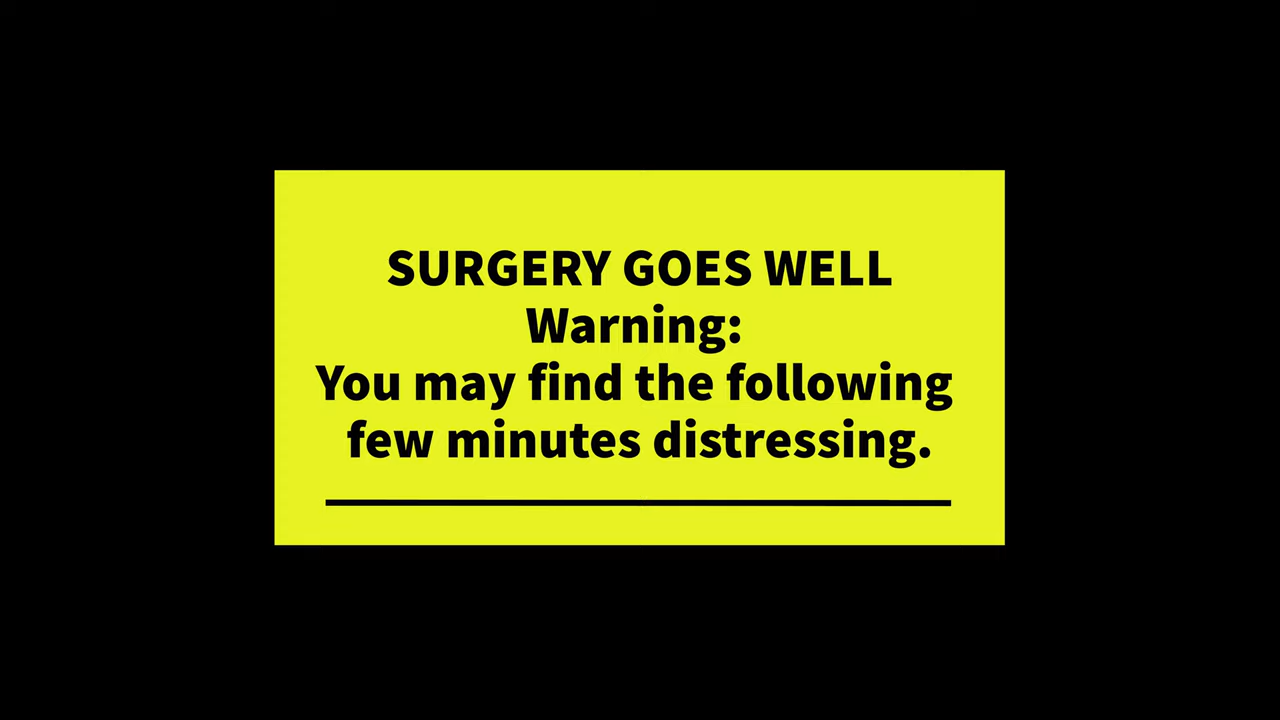 SURGERY GOES WELL
Warning:
You may find the following
few minutes distressing.